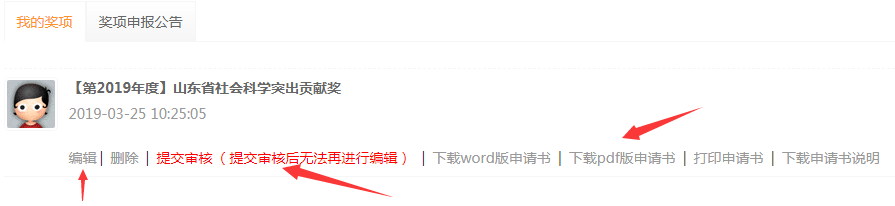 我的奖项 奖项申报公告
【第2019年度】山东省社会科学突出贡献奖
2019-03-25 10:25:05
编辑 | 删除 | 提交审核（提交审核后无法再进行编辑） | 下载word版申请书 | 下载pdf版申请书 | 打印申请书 | 下载申请书说明